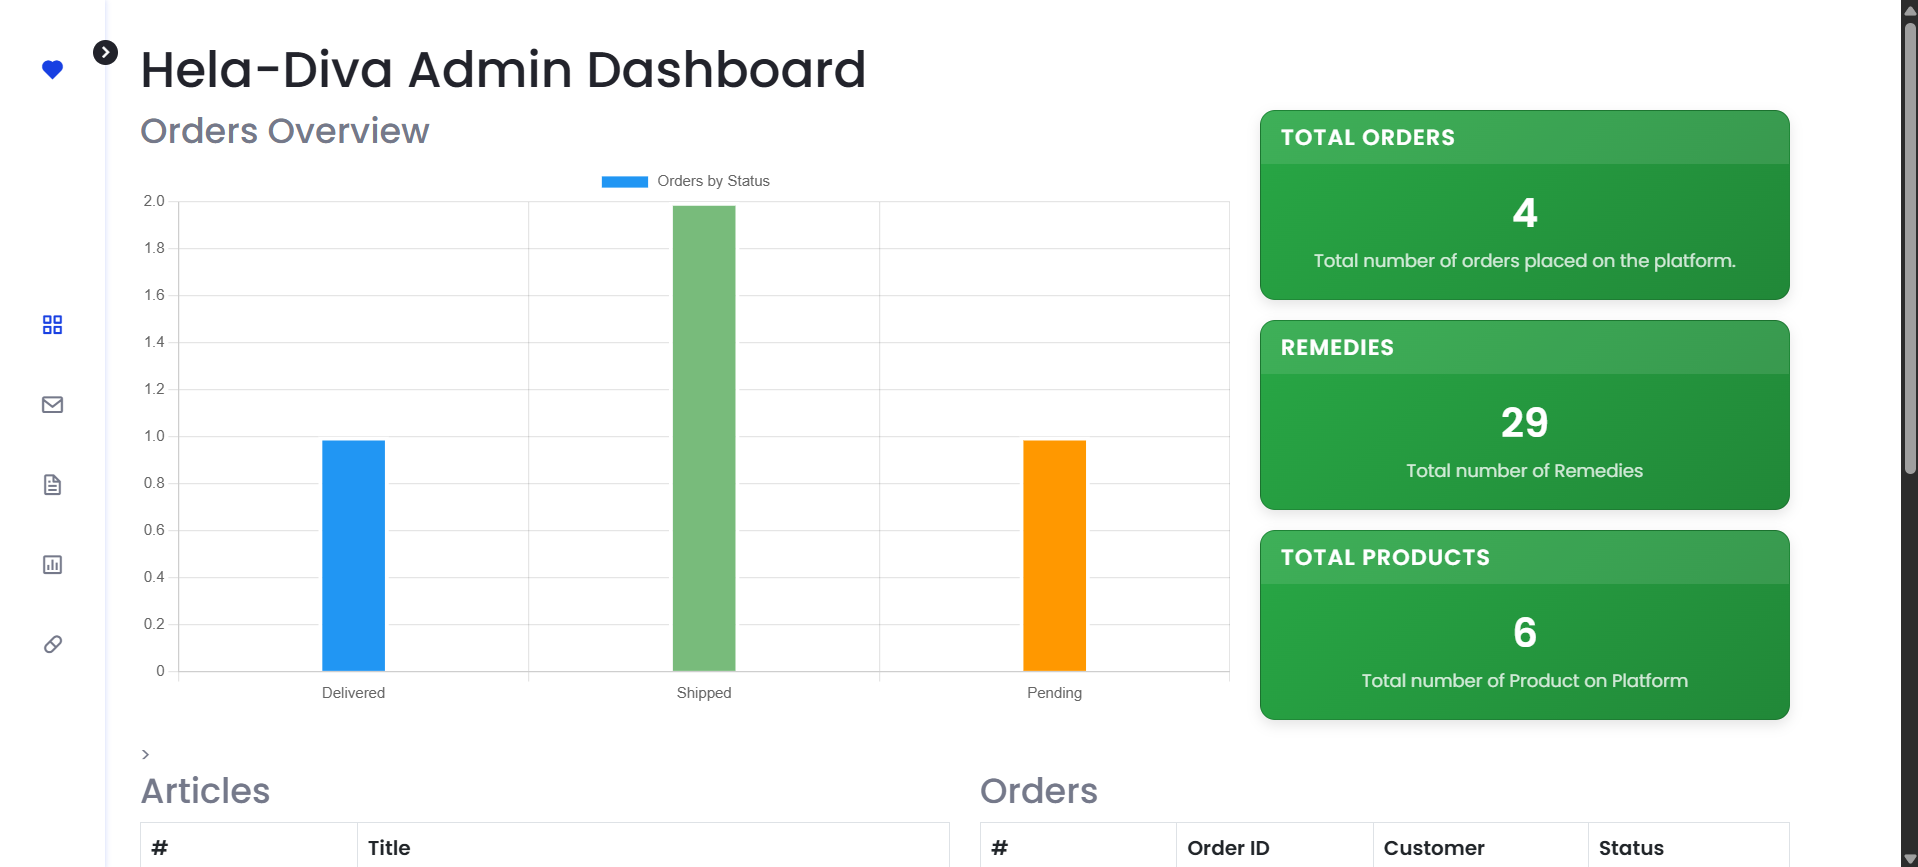 Hela-Diva Admin Dashboard
Orders Overview
Orders by Status
2.0
1.8
1.6
1.4
1.2
1.0
0.8
0.6
0.4
0.2
0
Delivered Shipped Pending
TOTAL ORDERS
4
Total number of orders placed on the platform.
REMEDIES
29
Total number of Remedies
TOTAL PRODUCTS
6
Total number of Product on Platform
>
Articles
# Title
Orders
# Order ID Customer Status